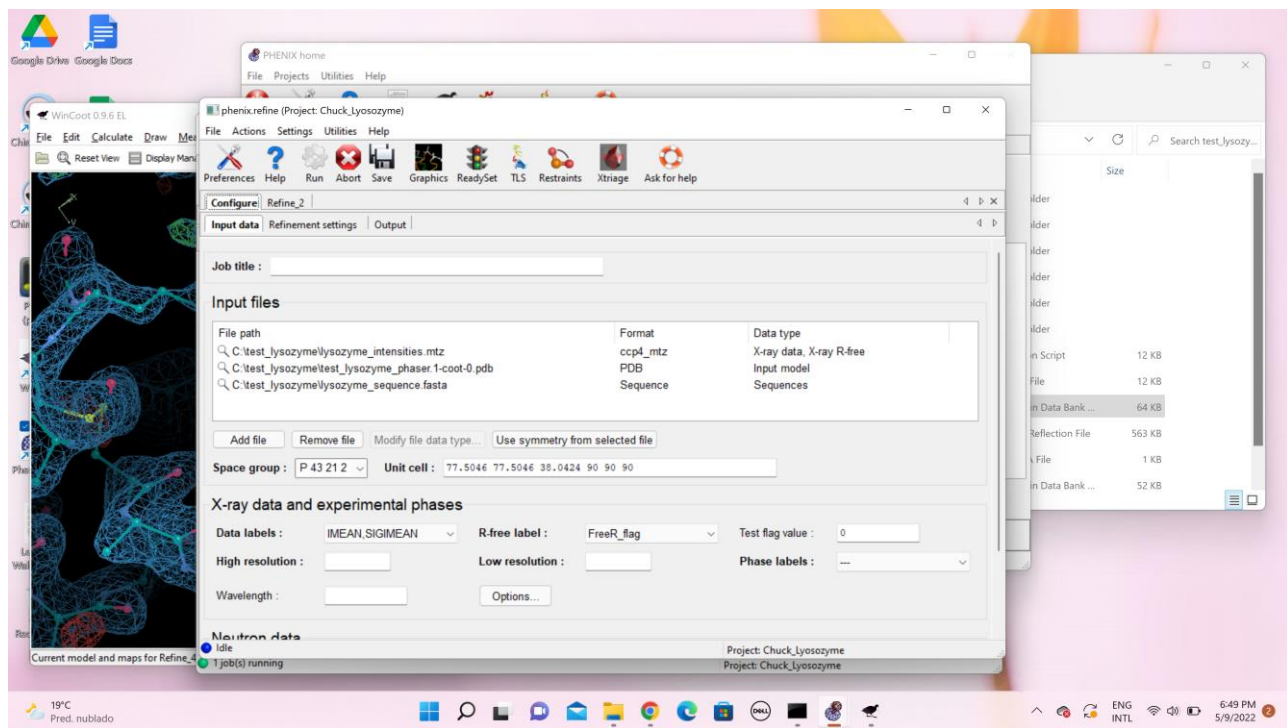 Google Drive Google Docs
PHENIX home
File Projects Utilities Help
WinCoot 0.9.6 EL
File Edit Calculate Draw Mea
Reset View Display Mana
phenix.refine (Project: Chuck_Lyosozyme)
File Actions Settings Utilities Help
Preferences Help Run Abort Save Graphics ReadySet TLS Restraints Xtriage Ask for help
Configure Refine_2
Input data Refinement settings Output
Job title :
Input files
File path Format Data type
C:\test_lysozyme\lysozyme_intensities.mtz ccp4_mtz X-ray data, X-ray R-free
C:\test_lysozyme\test_lysozyme_phaser.1-coot-0.pdb PDB Input model
C:\test_lysozyme\lysozyme_sequence.fasta Sequence Sequences
Add file Remove file Modify file data type... Use symmetry from selected file
Space group : P 43 21 2 Unit cell : 77.5046 77.5046 38.0424 90 90 90
X-ray data and experimental phases
Data labels : IMEAN,SIGIMEAN R-free label : FreeR_flag Test flag value : 0
High resolution : Low resolution : Phase labels : ---
Wavelength : Options...
Neutron data
Idle Project: Chuck_Lyosozyme
1 job(s) running Project: Chuck_Lyosozyme
Current model and maps for Refine_4
Search test_lysozy...
Size
lder
lder
lder
lder
lder
lder
n Script 12 KB
File 12 KB
in Data Bank ... 64 KB
Reflection File 563 KB
A File 1 KB
in Data Bank ... 52 KB
19°C
Pred. nublado
DELL
ENG
INTL
6:49 PM
5/9/2022
2